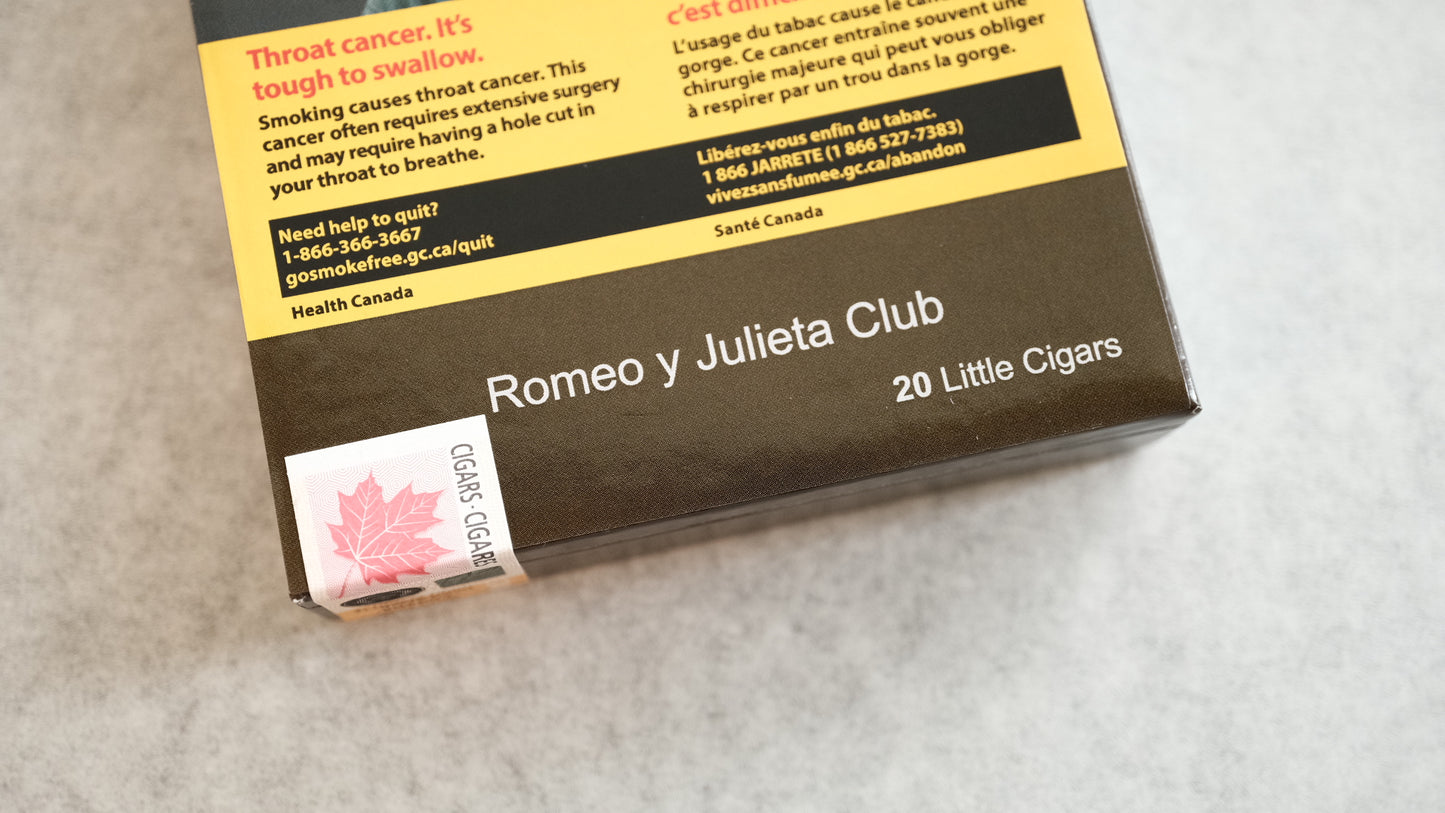 Throat cancer. It's
tough to swallow.
Smoking causes throat cancer. This
cancer often requires extensive surgery
and may require having a hole cut in
your throat to breathe.
Need help to quit?
1-866-366-3667
gosmokefree.gc.ca/quit
Health Canada
c'est
L'usage du tabac cause le
gorge. Ce cancer entraîne souvent une
chirurgie majeure qui peut vous obliger
à respirer par un trou dans la gorge.
Libérez-vous enfin du tabac.
1 866 JARRETE (1 866 527-7383)
vivezsansfumee.gc.ca/abandon
Santé Canada
Romeo y Julieta Club
20 Little Cigars
CIGARS · CIGARES